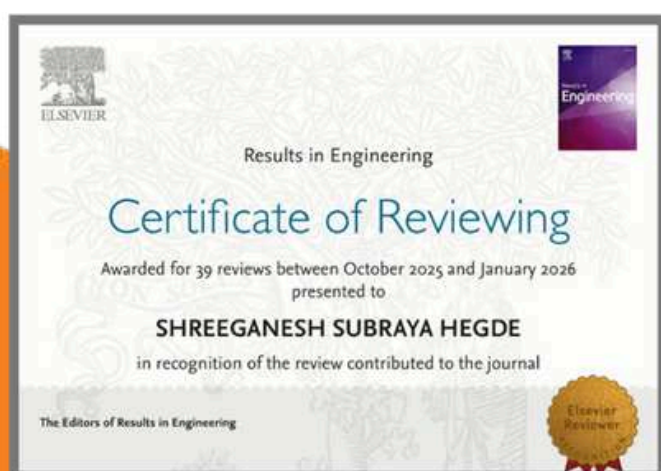 ELSEVIER
Results in
Engineering
Results in Engineering
Certificate of Reviewing
Awarded for 39 reviews between October 2025 and January 2026
presented to
SHREEGANESH SUBRAYA HEGDE
in recognition of the review contributed to the journal
The Editors of Results in Engineering
Elsevier
Reviewer
RECOGNITION